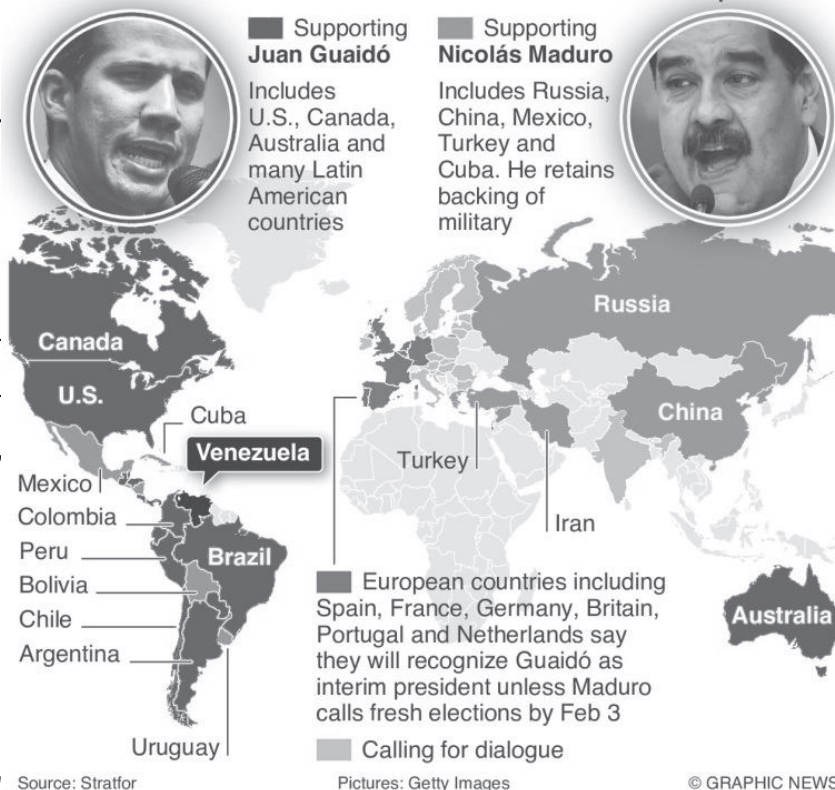 Supporting
Juan Guaidó
Includes
U.S., Canada,
Australia and
many Latin
American
countries
Supporting
Nicolás Maduro
Includes Russia,
China, Mexico,
Turkey and
Cuba. He retains
backing of
military
Canada
U.S.
Russia
China
Cuba
Venezuela
Turkey
Iran
Mexico
Colombia
Peru
Brazil
Bolivia
Chile
Argentina
Uruguay
Australia
European countries including
Spain, France, Germany, Britain,
Portugal and Netherlands say
they will recognize Guaidó as
interim president unless Maduro
calls fresh elections by Feb 3
Calling for dialogue
Source: Stratfor
Pictures: Getty Images
© GRAPHIC NEWS